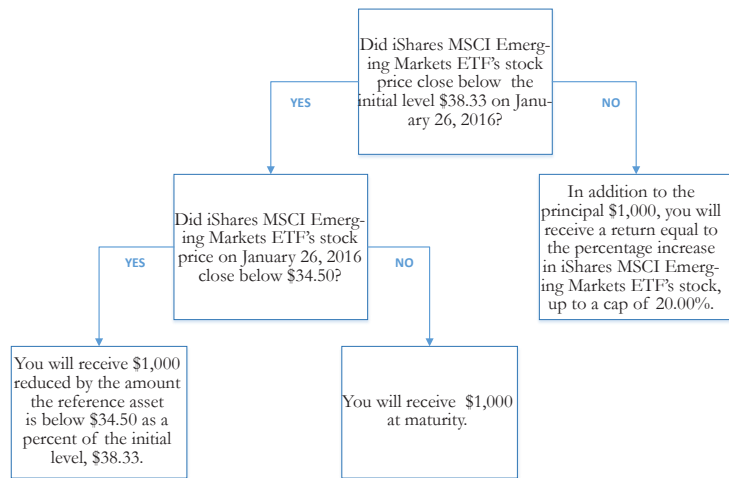 Did iShares MSCI Emerg-
ing Markets ETF's stock
price close below the
initial level $38.33 on Janu-
ary 26, 2016?
YES
NO
Did iShares MSCI Emerg-
ing Markets ETF's stock
price on January 26, 2016
close below $34.50?
In addition to the
principal $1,000, you will
receive a return equal to
the percentage increase
in iShares MSCI Emerg-
ing Markets ETF's stock,
up to a cap of 20.00%.
YES
NO
You will receive $1,000
reduced by the amount
the reference asset
is below $34.50 as a
percent of the initial
level, $38.33.
You will receive $1,000
at maturity.